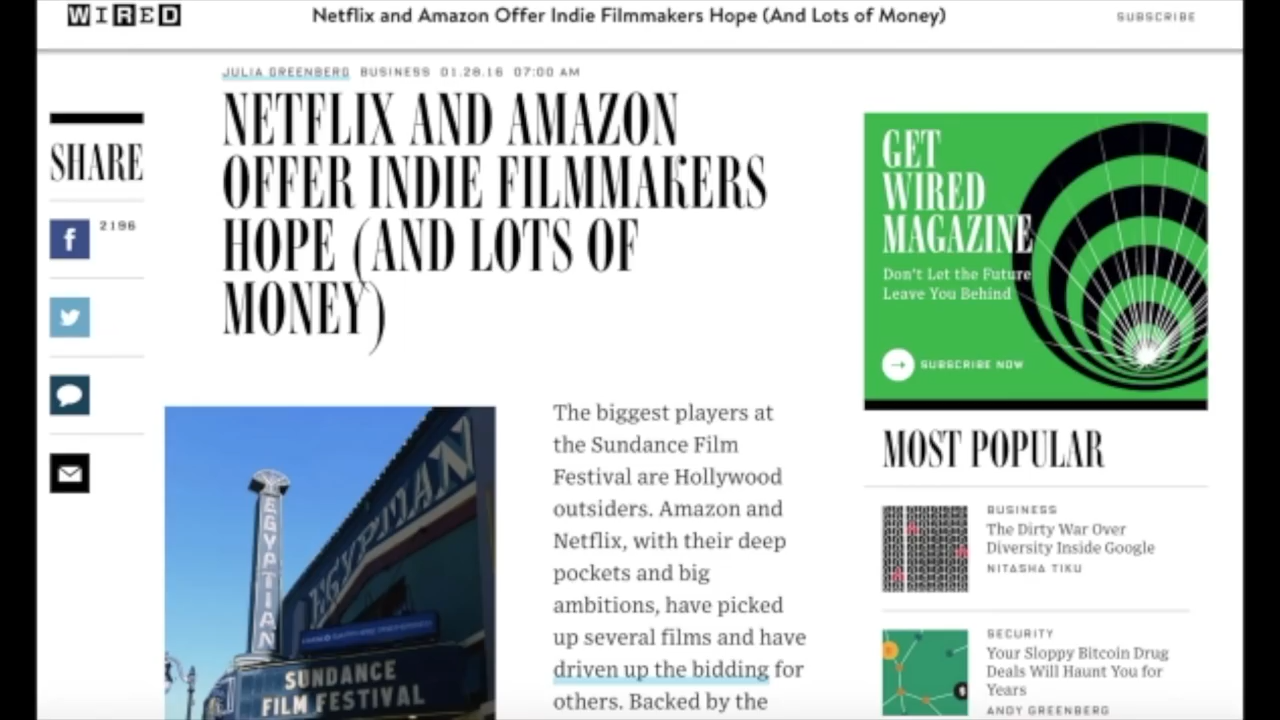 WIRED
Netflix and Amazon Offer Indie Filmmakers Hope (And Lots of Money)
SUBSCRIBE
JULIA GREENBERG BUSINESS 01.28.16 07:00 AM
NETFLIX AND AMAZON
OFFER INDIE FILMMAKERS
HOPE (AND LOTS OF
MONEY)
SHARE
2196
The biggest players at
the Sundance Film
Festival are Hollywood
outsiders. Amazon and
Netflix, with their deep
pockets and big
ambitions, have picked
up several films and have
driven up the bidding for
others. Backed by the
EGYPTIAN
EGYPTIAN
SUNDANCE
FILM FESTIVAL
GET
WIRED
MAGAZINE
Don't Let the Future
Leave You Behind
SUBSCRIBE NOW
MOST POPULAR
BUSINESS
The Dirty War Over
Diversity Inside Google
NITASHA TIKU
SECURITY
Your Sloppy Bitcoin Drug
Deals Will Haunt You for
Years
ANDY GREENBERG